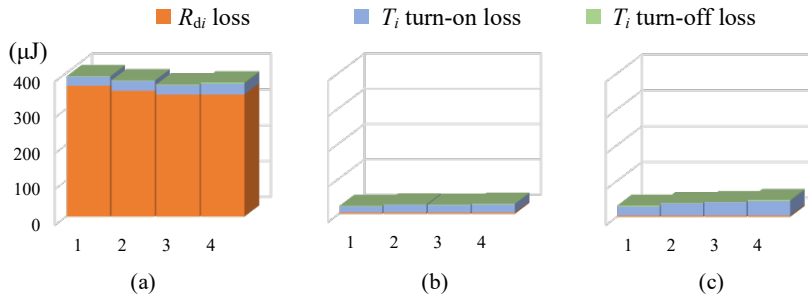 R_di loss T_i turn-on loss T_i turn-off loss
(μJ)
400
300
200
100
0
1 2 3 4 1 2 3 4 1 2 3 4
(a) (b) (c)